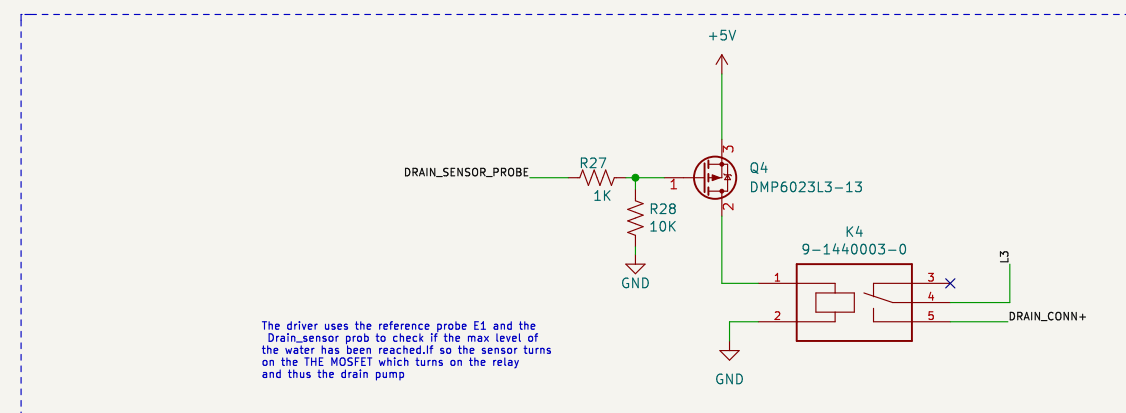 +5V
3
Q4
DMP6023L3-13
DRAIN_SENSOR_PROBE
R27
1K
1
2
R28
10K
GND
K4
9-1440003-0
1
2
3
4
5
L3
DRAIN_CONN+
GND
The driver uses the reference probe E1 and the
Drain_sensor prob to check if the max level of
the water has been reached.If so the sensor turns
on the THE MOSFET which turns on the relay
and thus the drain pump